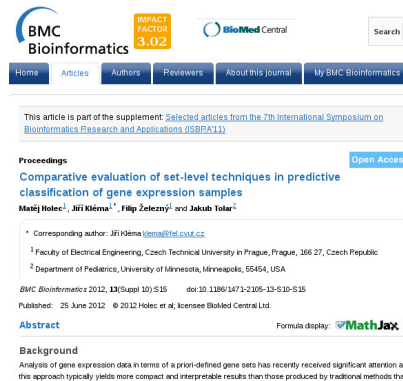 BMC
Bioinformatics
IMPACT
FACTOR
3.02
BioMed Central
Search
Home
Articles
Authors
Reviewers
About this journal
My BMC Bioinformatics
This article is part of the supplement: Selected articles from the 7th International Symposium on
Bioinformatics Research and Applications (ISBRA'11)
Proceedings
Open Acces
Comparative evaluation of set-level techniques in predictive
classification of gene expression samples
Matěj Holec1, Jiří Kléma1*, Filip Železný1 and Jakub Tolar2
* Corresponding author: Jiří Kléma klema@fel.cvut.cz
1 Faculty of Electrical Engineering, Czech Technical University in Prague, Prague, 166 27, Czech Republic
2 Department of Pediatrics, University of Minnesota, Minneapolis, 55454, USA
BMC Bioinformatics 2012, 13(Suppl 10):S15 doi:10.1186/1471-2105-13-S10-S15
Published: 25 June 2012 © 2012 Holec et al; licensee BioMed Central Ltd.
Abstract
Formula display: MathJax
Background
Analysis of gene expression data in terms of a priori-defined gene sets has recently received significant attention a
this approach typically yields more compact and interpretable results than those produced by traditional methods tha